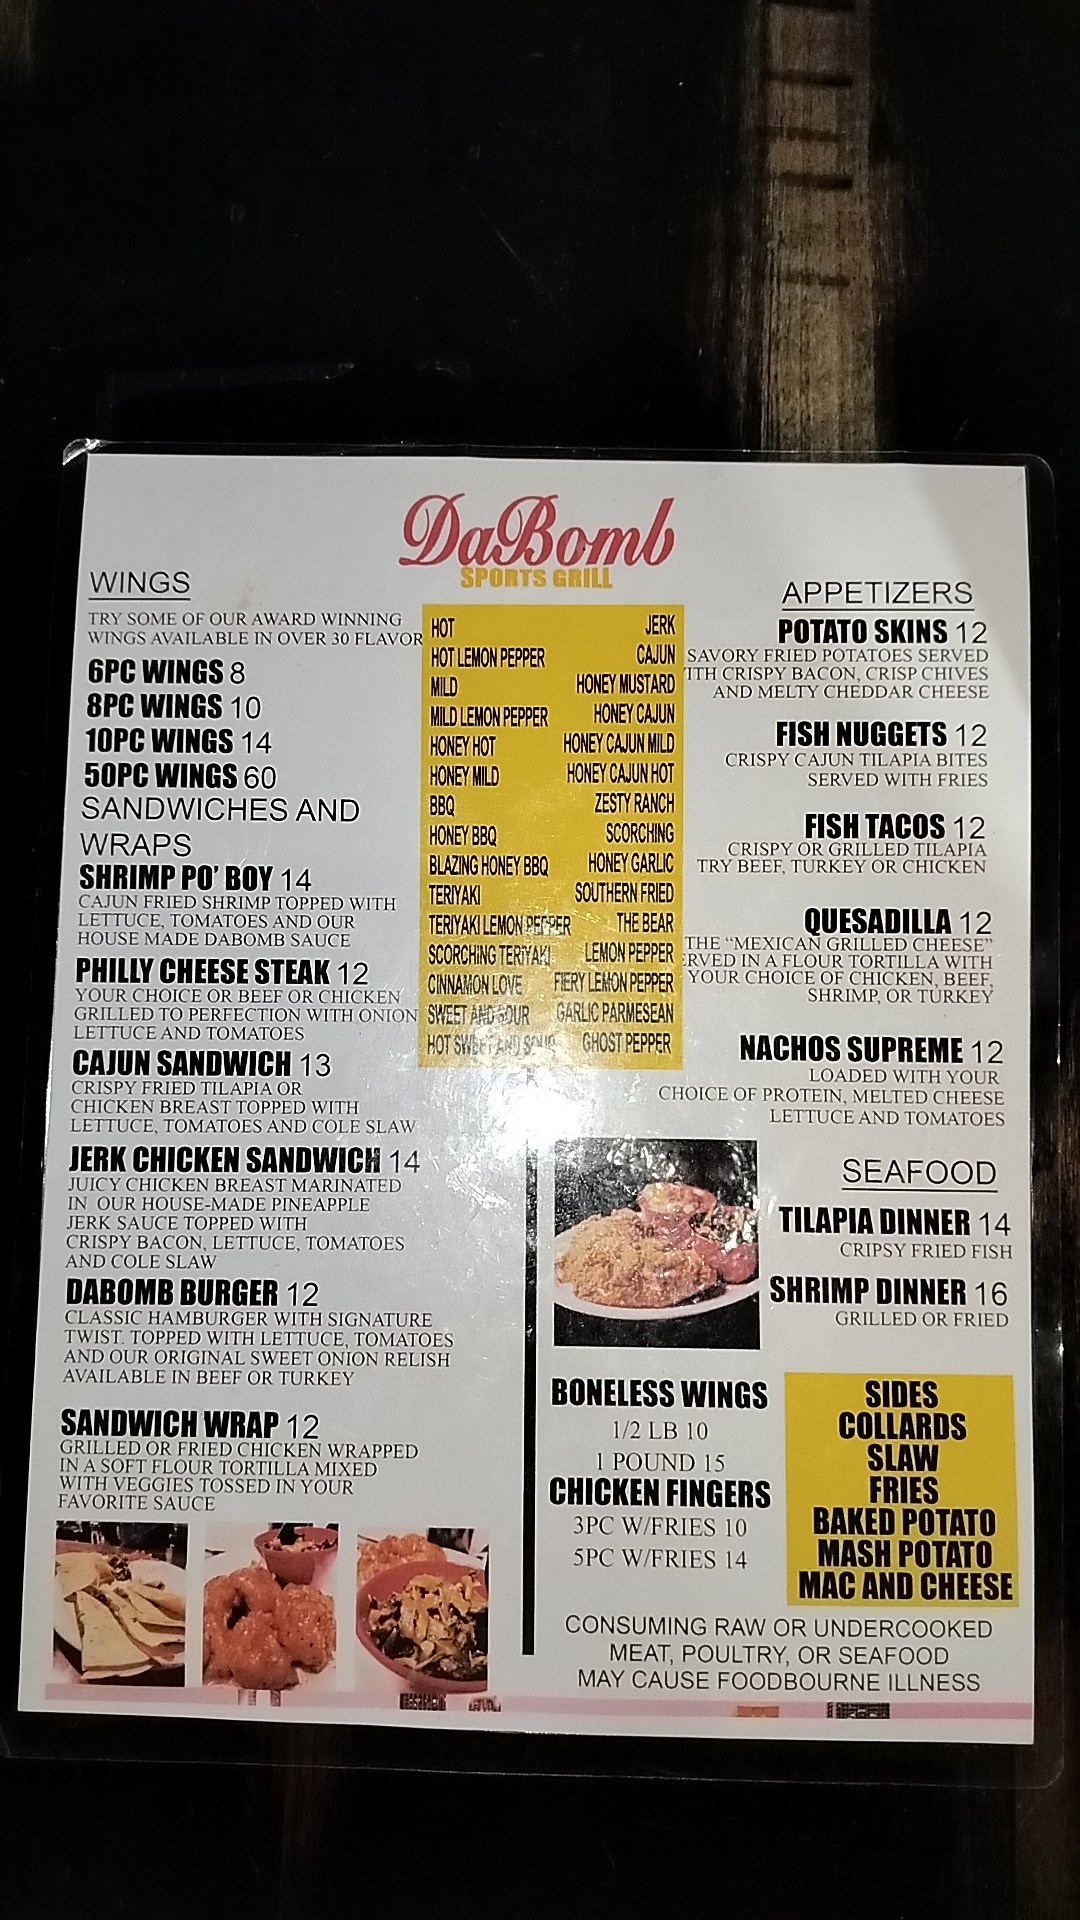 DaBomb
SPORTS GRILL
WINGS
TRY SOME OF OUR AWARD WINNING
WINGS AVAILABLE IN OVER 30 FLAVOR
6PC WINGS 8
8PC WINGS 10
10PC WINGS 14
50PC WINGS 60
SANDWICHES AND
WRAPS
SHRIMP PO' BOY 14
CAJUN FRIED SHRIMP TOPPED WITH
LETTUCE, TOMATOES AND OUR
HOUSE MADE DABOMB SAUCE
PHILLY CHEESE STEAK 12
YOUR CHOICE OR BEEF OR CHICKEN
GRILLED TO PERFECTION WITH ONION
LETTUCE AND TOMATOES
CAJUN SANDWICH 13
CRISPY FRIED TILAPIA OR
CHICKEN BREAST TOPPED WITH
LETTUCE, TOMATOES AND COLE SLAW
JERK CHICKEN SANDWICH 14
JUICY CHICKEN BREAST MARINATED
IN OUR HOUSE-MADE PINEAPPLE
JERK SAUCE TOPPED WITH
CRISPY BACON, LETTUCE, TOMATOES
AND COLE SLAW
DABOMB BURGER 12
CLASSIC HAMBURGER WITH SIGNATURE
TWIST. TOPPED WITH LETTUCE, TOMATOES
AND OUR ORIGINAL SWEET ONION RELISH
AVAILABLE IN BEEF OR TURKEY
SANDWICH WRAP 12
GRILLED OR FRIED CHICKEN WRAPPED
IN A SOFT FLOUR TORTILLA MIXED
WITH VEGGIES TOSSED IN YOUR
FAVORITE SAUCE
HOT
HOT LEMON PEPPER
MILD
MILD LEMON PEPPER
HONEY HOT
HONEY MILD
BBQ
HONEY BBQ
BLAZING HONEY BBQ
TERIYAKI
TERIYAKI LEMON PEPPER
SCORCHING TERIYAKI
CINNAMON LOVE
SWEET AND SOUR
HOT SWEET AND SOUR
JERK
CAJUN
HONEY MUSTARD
HONEY CAJUN
HONEY CAJUN MILD
HONEY CAJUN HOT
ZESTY RANCH
SCORCHING
HONEY GARLIC
SOUTHERN FRIED
THE BEAR
LEMON PEPPER
FIERY LEMON PEPPER
GARLIC PARMESEAN
GHOST PEPPER
APPETIZERS
POTATO SKINS 12
SAVORY FRIED POTATOES SERVED
ITH CRISPY BACON, CRISP CHIVES
AND MELTY CHEDDAR CHEESE
FISH NUGGETS 12
CRISPY CAJUN TILAPIA BITES
SERVED WITH FRIES
FISH TACOS 12
CRISPY OR GRILLED TILAPIA
TRY BEEF, TURKEY OR CHICKEN
QUESADILLA 12
THE "MEXICAN GRILLED CHEESE"
ERVED IN A FLOUR TORTILLA WITH
YOUR CHOICE OF CHICKEN, BEEF,
SHRIMP, OR TURKEY
NACHOS SUPREME 12
LOADED WITH YOUR
CHOICE OF PROTEIN, MELTED CHEESE
LETTUCE AND TOMATOES
SEAFOOD
TILAPIA DINNER 14
CRIPSY FRIED FISH
SHRIMP DINNER 16
GRILLED OR FRIED
BONELESS WINGS
1/2 LB 10
1 POUND 15
CHICKEN FINGERS
3PC W/FRIES 10
5PC W/FRIES 14
SIDES
COLLARDS
SLAW
FRIES
BAKED POTATO
MASH POTATO
MAC AND CHEESE
CONSUMING RAW OR UNDERCOOKED
MEAT, POULTRY, OR SEAFOOD
MAY CAUSE FOODBOURNE ILLNESS